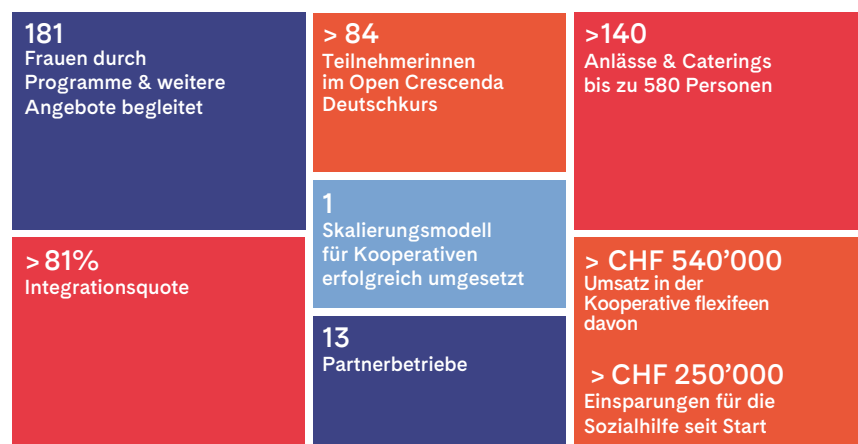 181
Frauen durch
Programme & weitere
Angebote begleitet
> 84
Teilnehmerinnen
im Open Crescenda
Deutschkurs
>140
Anlässe & Caterings
bis zu 580 Personen
1
Skalierungsmodell
für Kooperativen
erfolgreich umgesetzt
> 81%
Integrationsquote
13
Partnerbetriebe
> CHF 540’000
Umsatz in der
Kooperative flexifeen
davon
> CHF 250’000
Einsparungen für die
Sozialhilfe seit Start